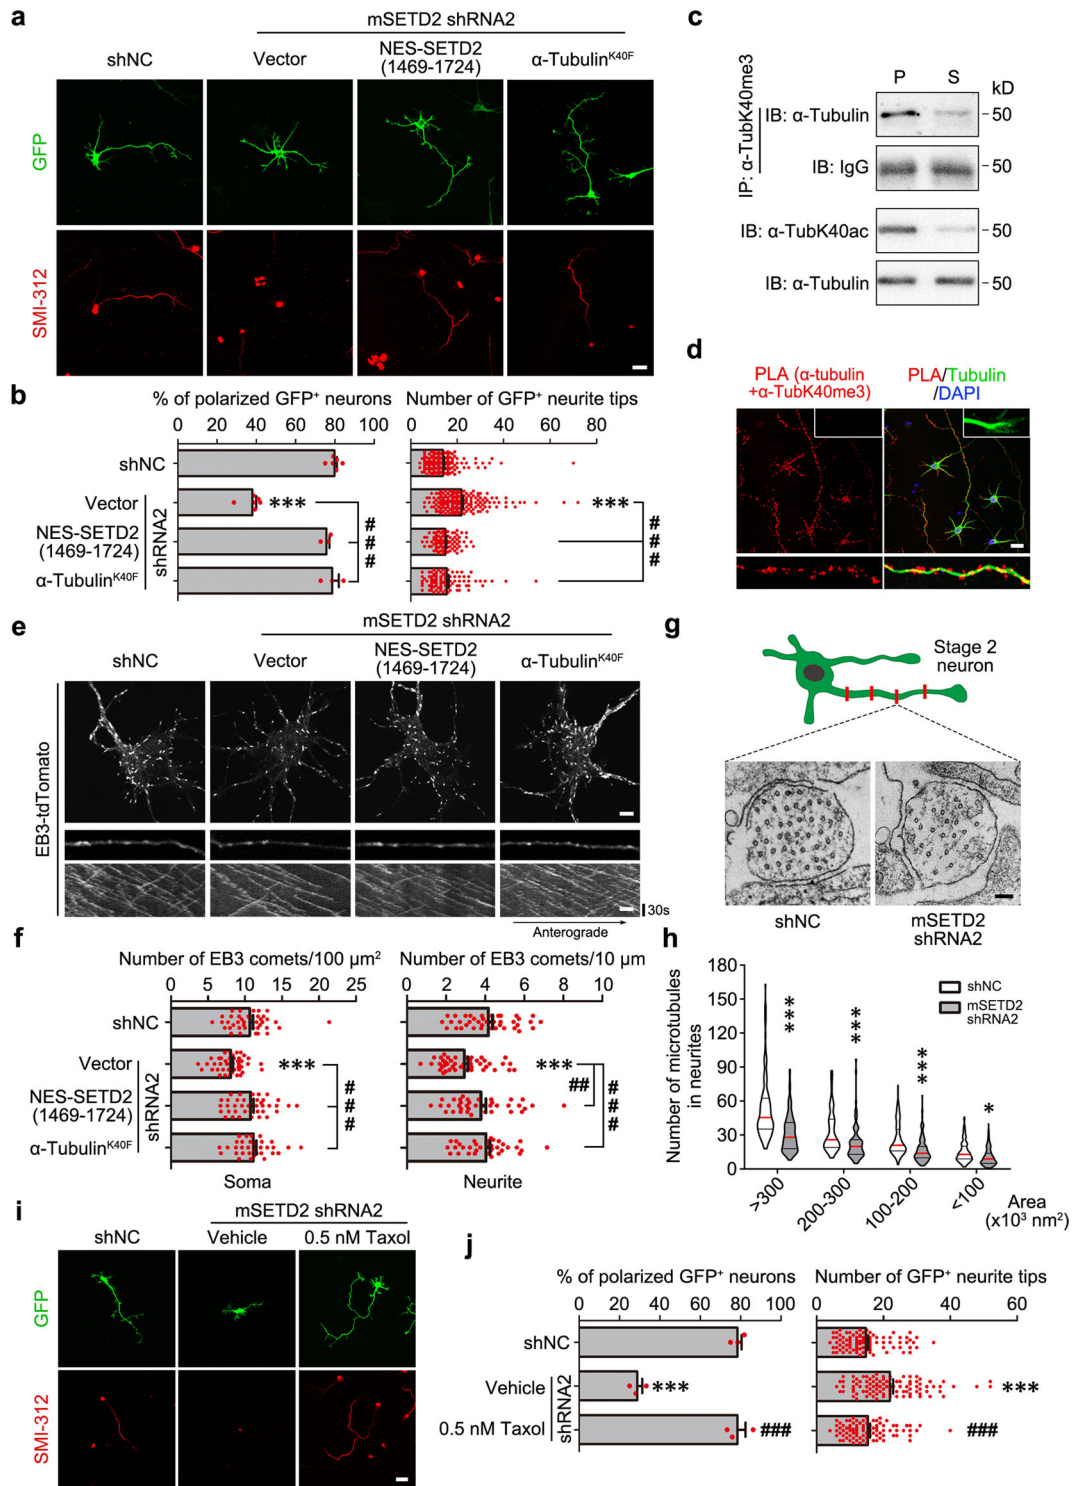 a
mSETD2 shRNA2
shNC
Vector
NES-SETD2
(1469-1724)
α-Tubulin^K40F
GFP
SMI-312
b
% of polarized GFP⁺ neurons
0 20 40 60 80 100
Number of GFP⁺ neurite tips
0 20 40 60 80
shNC
Vector
NES-SETD2
(1469-1724)
α-Tubulin^K40F
shRNA2
***
###
***
###
c
P S kD
IP: α-TubK40me3
IB: α-Tubulin
50
IB: IgG
50
IB: α-TubK40ac
50
IB: α-Tubulin
50
d
PLA (α-tubulin
+α-TubK40me3)
PLA/Tubulin
/DAPI
e
mSETD2 shRNA2
shNC
Vector
NES-SETD2
(1469-1724)
α-Tubulin^K40F
EB3-tdTomato
30s
Anterograde
f
Number of EB3 comets/100 μm²
0 5 10 15 20 25
Number of EB3 comets/10 μm
0 2 4 6 8 10
shNC
Vector
NES-SETD2
(1469-1724)
α-Tubulin^K40F
shRNA2
***
###
***
##
###
Soma
Neurite
g
Stage 2
neuron
shNC
mSETD2
shRNA2
h
Number of microtubules
in neurites
180
150
120
90
60
30
0
shNC
mSETD2
shRNA2
***
***
***
*
>300
200-300
100-200
<100
Area
(x10³ nm²)
i
mSETD2 shRNA2
shNC
Vehicle
0.5 nM Taxol
GFP
SMI-312
j
% of polarized GFP⁺ neurons
0 20 40 60 80 100
Number of GFP⁺ neurite tips
0 20 40 60
shNC
Vehicle
0.5 nM Taxol
shRNA2
***
###
***
###